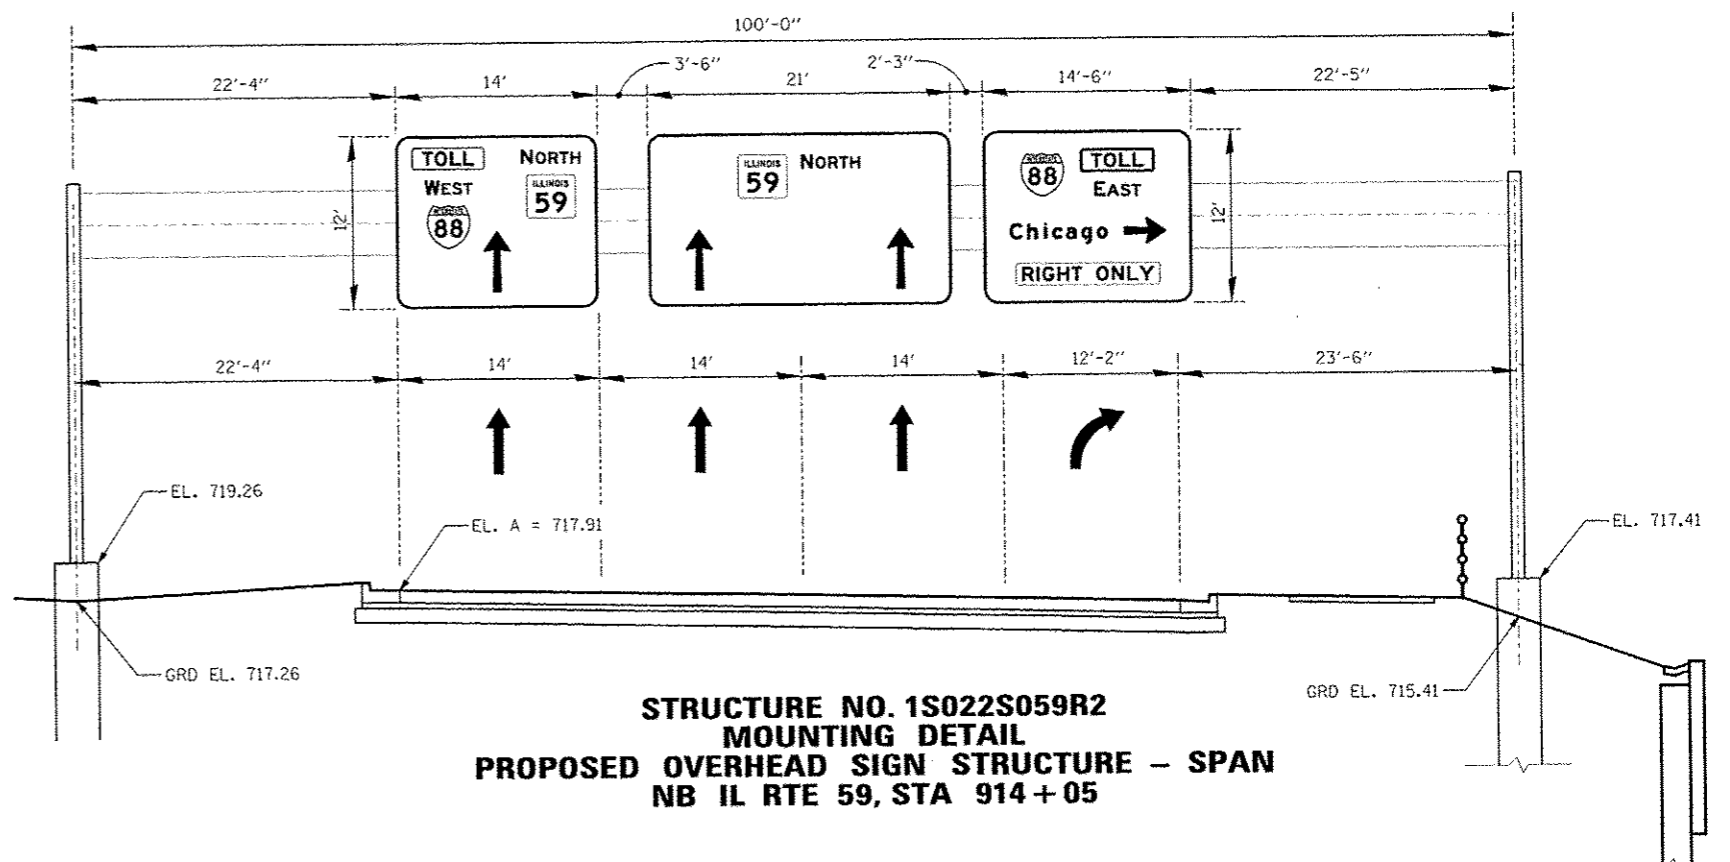 100'-0"
22'-4" 14' 3'-6" 21' 2'-3" 14'-6" 22'-5"
12'
TOLL NORTH
WEST ILLINOIS 59
88
ILLINOIS 59 NORTH
88 TOLL
EAST
Chicago
RIGHT ONLY
12'
22'-4" 14' 14' 14' 12'-2" 23'-6"
EL. 719.26
EL. A = 717.91
EL. 717.41
GRD EL. 717.26
GRD EL. 715.41
STRUCTURE NO. 1S022S059R2
MOUNTING DETAIL
PROPOSED OVERHEAD SIGN STRUCTURE – SPAN
NB IL RTE 59, STA 914+05